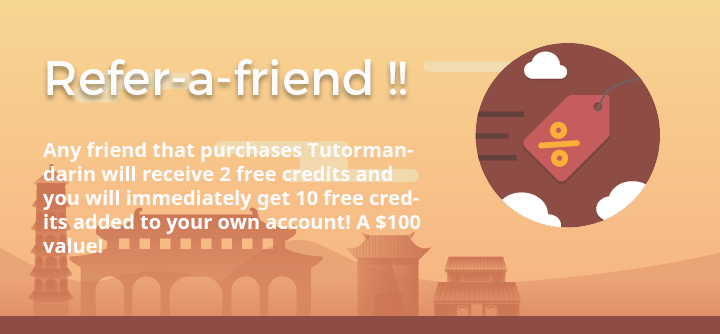 Refer-a-friend !!
Any friend that purchases Tutorman-
darin will receive 2 free credits and
you will immediately get 10 free cred-
its added to your own account! A $100
value!
%